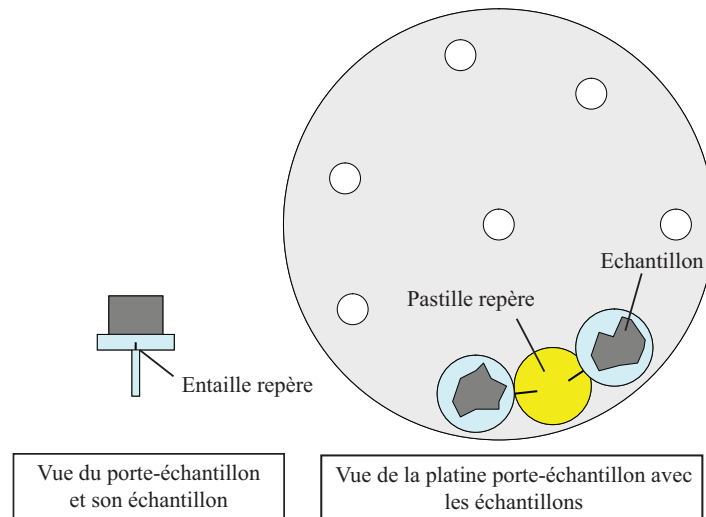 Echantillon
Pastille repère
Entaille repère
Vue du porte-échantillon
et son échantillon
Vue de la platine porte-échantillon avec
les échantillons